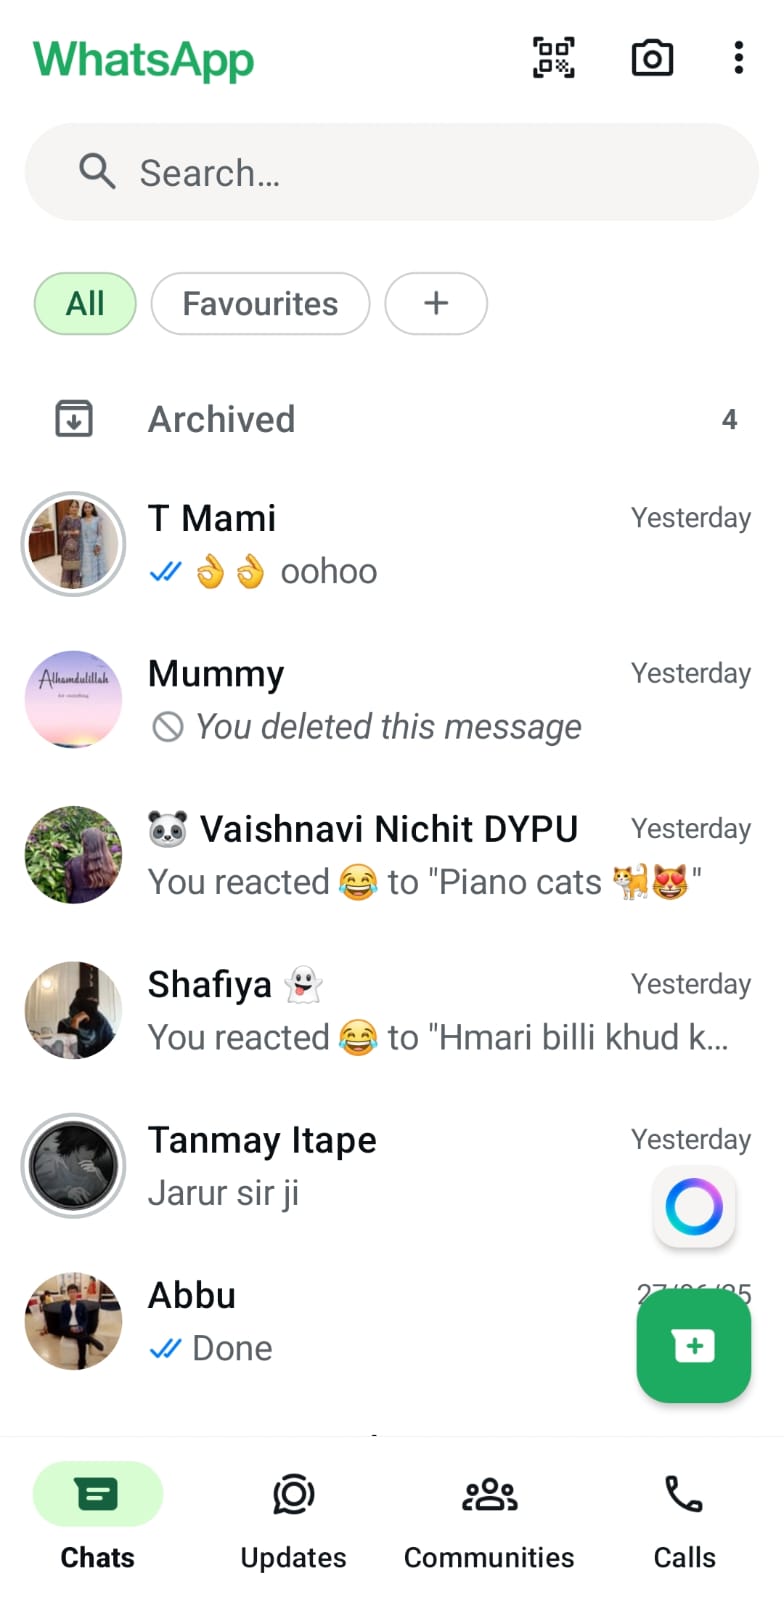 WhatsApp
Search...
All Favourites +
Archived 4
T Mami Yesterday
👌👌 oohoo
Alhamdulillah
Mummy Yesterday
You deleted this message
🐼 Vaishnavi Nichit DYPU Yesterday
You reacted 😂 to "Piano cats 🐈😻"
Shafiya 👻 Yesterday
You reacted 😂 to "Hmari billi khud k...
Tanmay Itape Yesterday
Jarur sir ji
Abbu
Done
Chats Updates Communities Calls